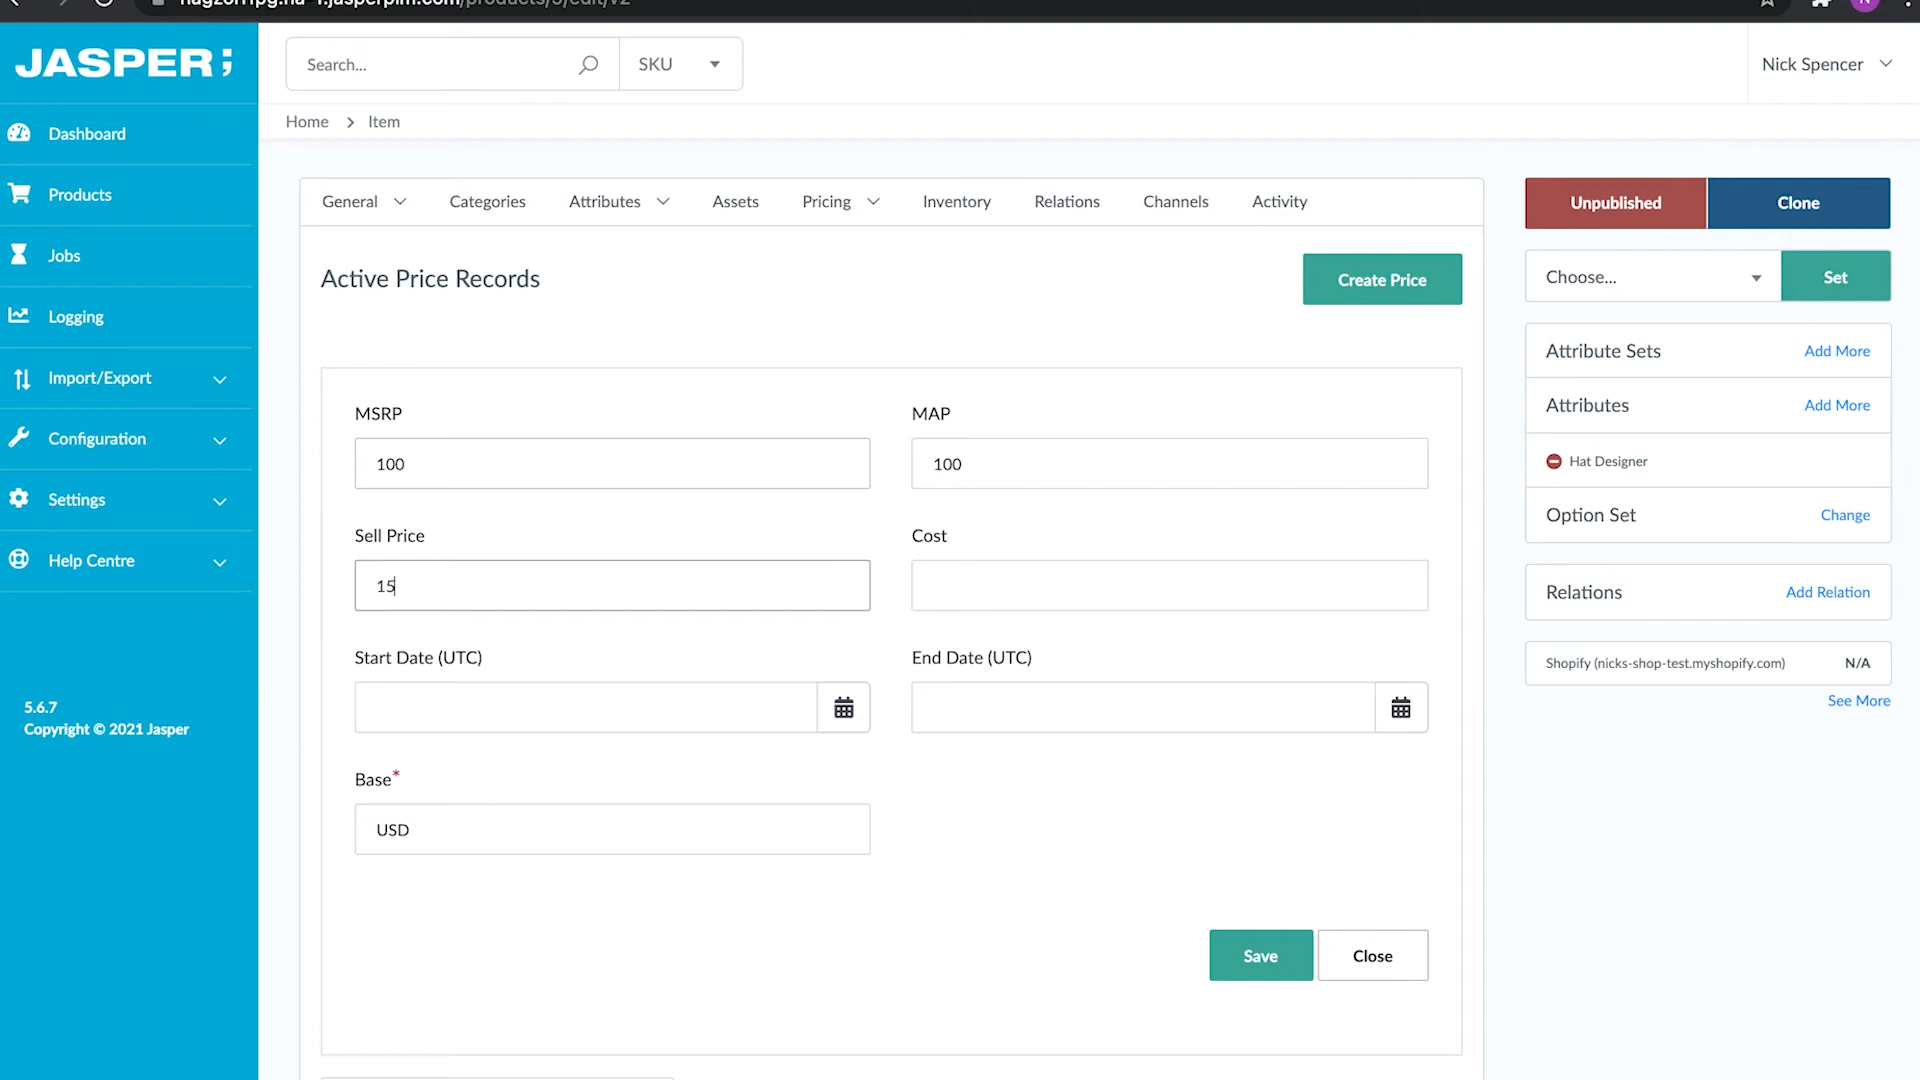 JASPER;
Search...
SKU
Nick Spencer
Home
Item
Dashboard
Products
Jobs
Logging
Import/Export
Configuration
Settings
Help Centre
5.6.7
Copyright © 2021 Jasper
General
Categories
Attributes
Assets
Pricing
Inventory
Relations
Channels
Activity
Active Price Records
Create Price
MSRP
MAP
100
100
Sell Price
Cost
15
Start Date (UTC)
End Date (UTC)
Base*
USD
Save
Close
Unpublished
Clone
Choose...
Set
Attribute Sets
Add More
Attributes
Add More
Hat Designer
Option Set
Change
Relations
Add Relation
Shopify (nicks-shop-test.myshopify.com)
N/A
See More